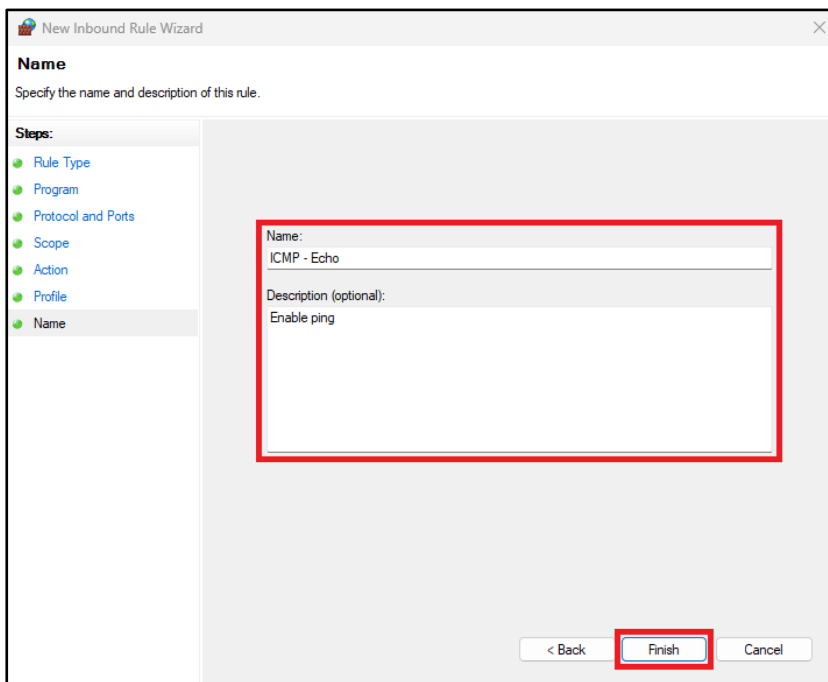 New Inbound Rule Wizard
Name
Specify the name and description of this rule.
Steps:
Rule Type
Program
Protocol and Ports
Scope
Action
Profile
Name
Name:
ICMP - Echo
Description (optional):
Enable ping
< Back
Finish
Cancel